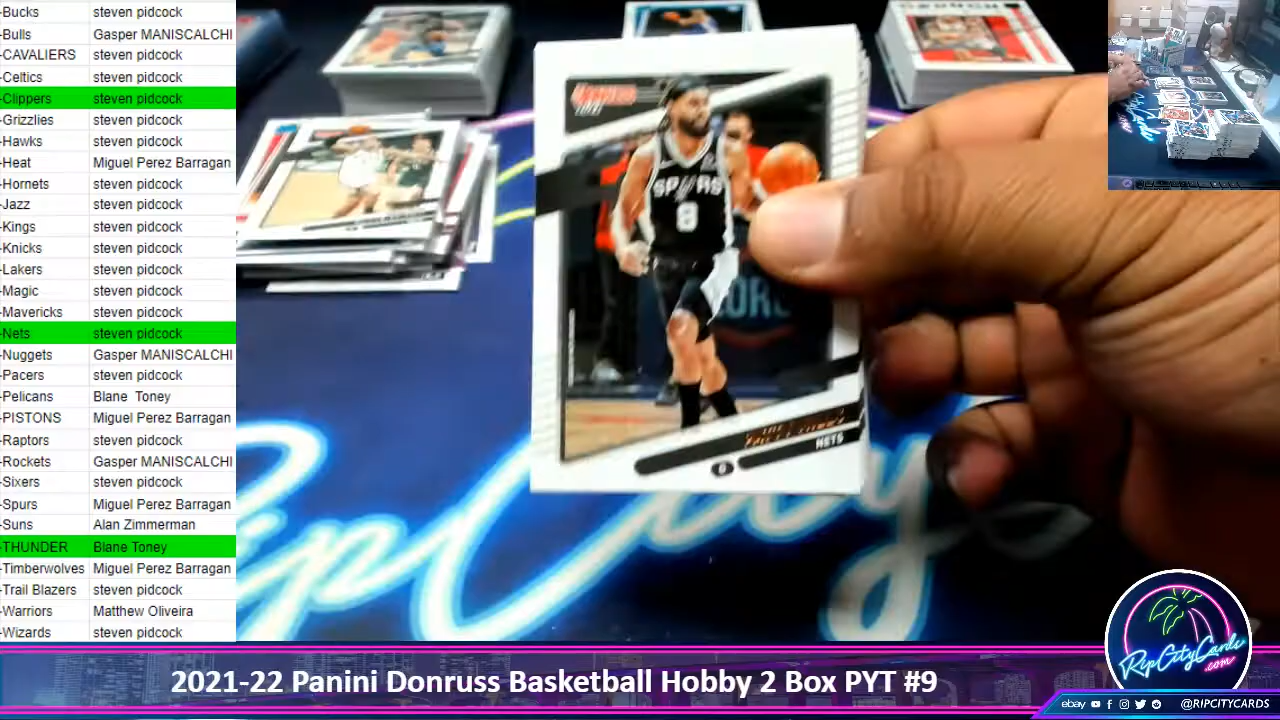 -Bucks steven pidcock
-Bulls Gasper MANISCALCHI
-CAVALIERS steven pidcock
-Celtics steven pidcock
-Clippers steven pidcock
-Grizzlies steven pidcock
-Hawks steven pidcock
-Heat Miguel Perez Barragan
-Hornets steven pidcock
-Jazz steven pidcock
-Kings steven pidcock
-Knicks steven pidcock
-Lakers steven pidcock
-Magic steven pidcock
-Mavericks steven pidcock
-Nets steven pidcock
-Nuggets Gasper MANISCALCHI
-Pacers steven pidcock
-Pelicans Blane Toney
-PISTONS Miguel Perez Barragan
-Raptors steven pidcock
-Rockets Gasper MANISCALCHI
-Sixers steven pidcock
-Spurs Miguel Perez Barragan
-Suns Alan Zimmerman
-THUNDER Blane Toney
-Timberwolves Miguel Perez Barragan
-Trail Blazers steven pidcock
-Warriors Matthew Oliveira
-Wizards steven pidcock
SPURS
8
NETS
RipCityCards
.com
2021-22 Panini Donruss Basketball Hobby 2 Box PYT #9
ebay @RIPCITYCARDS